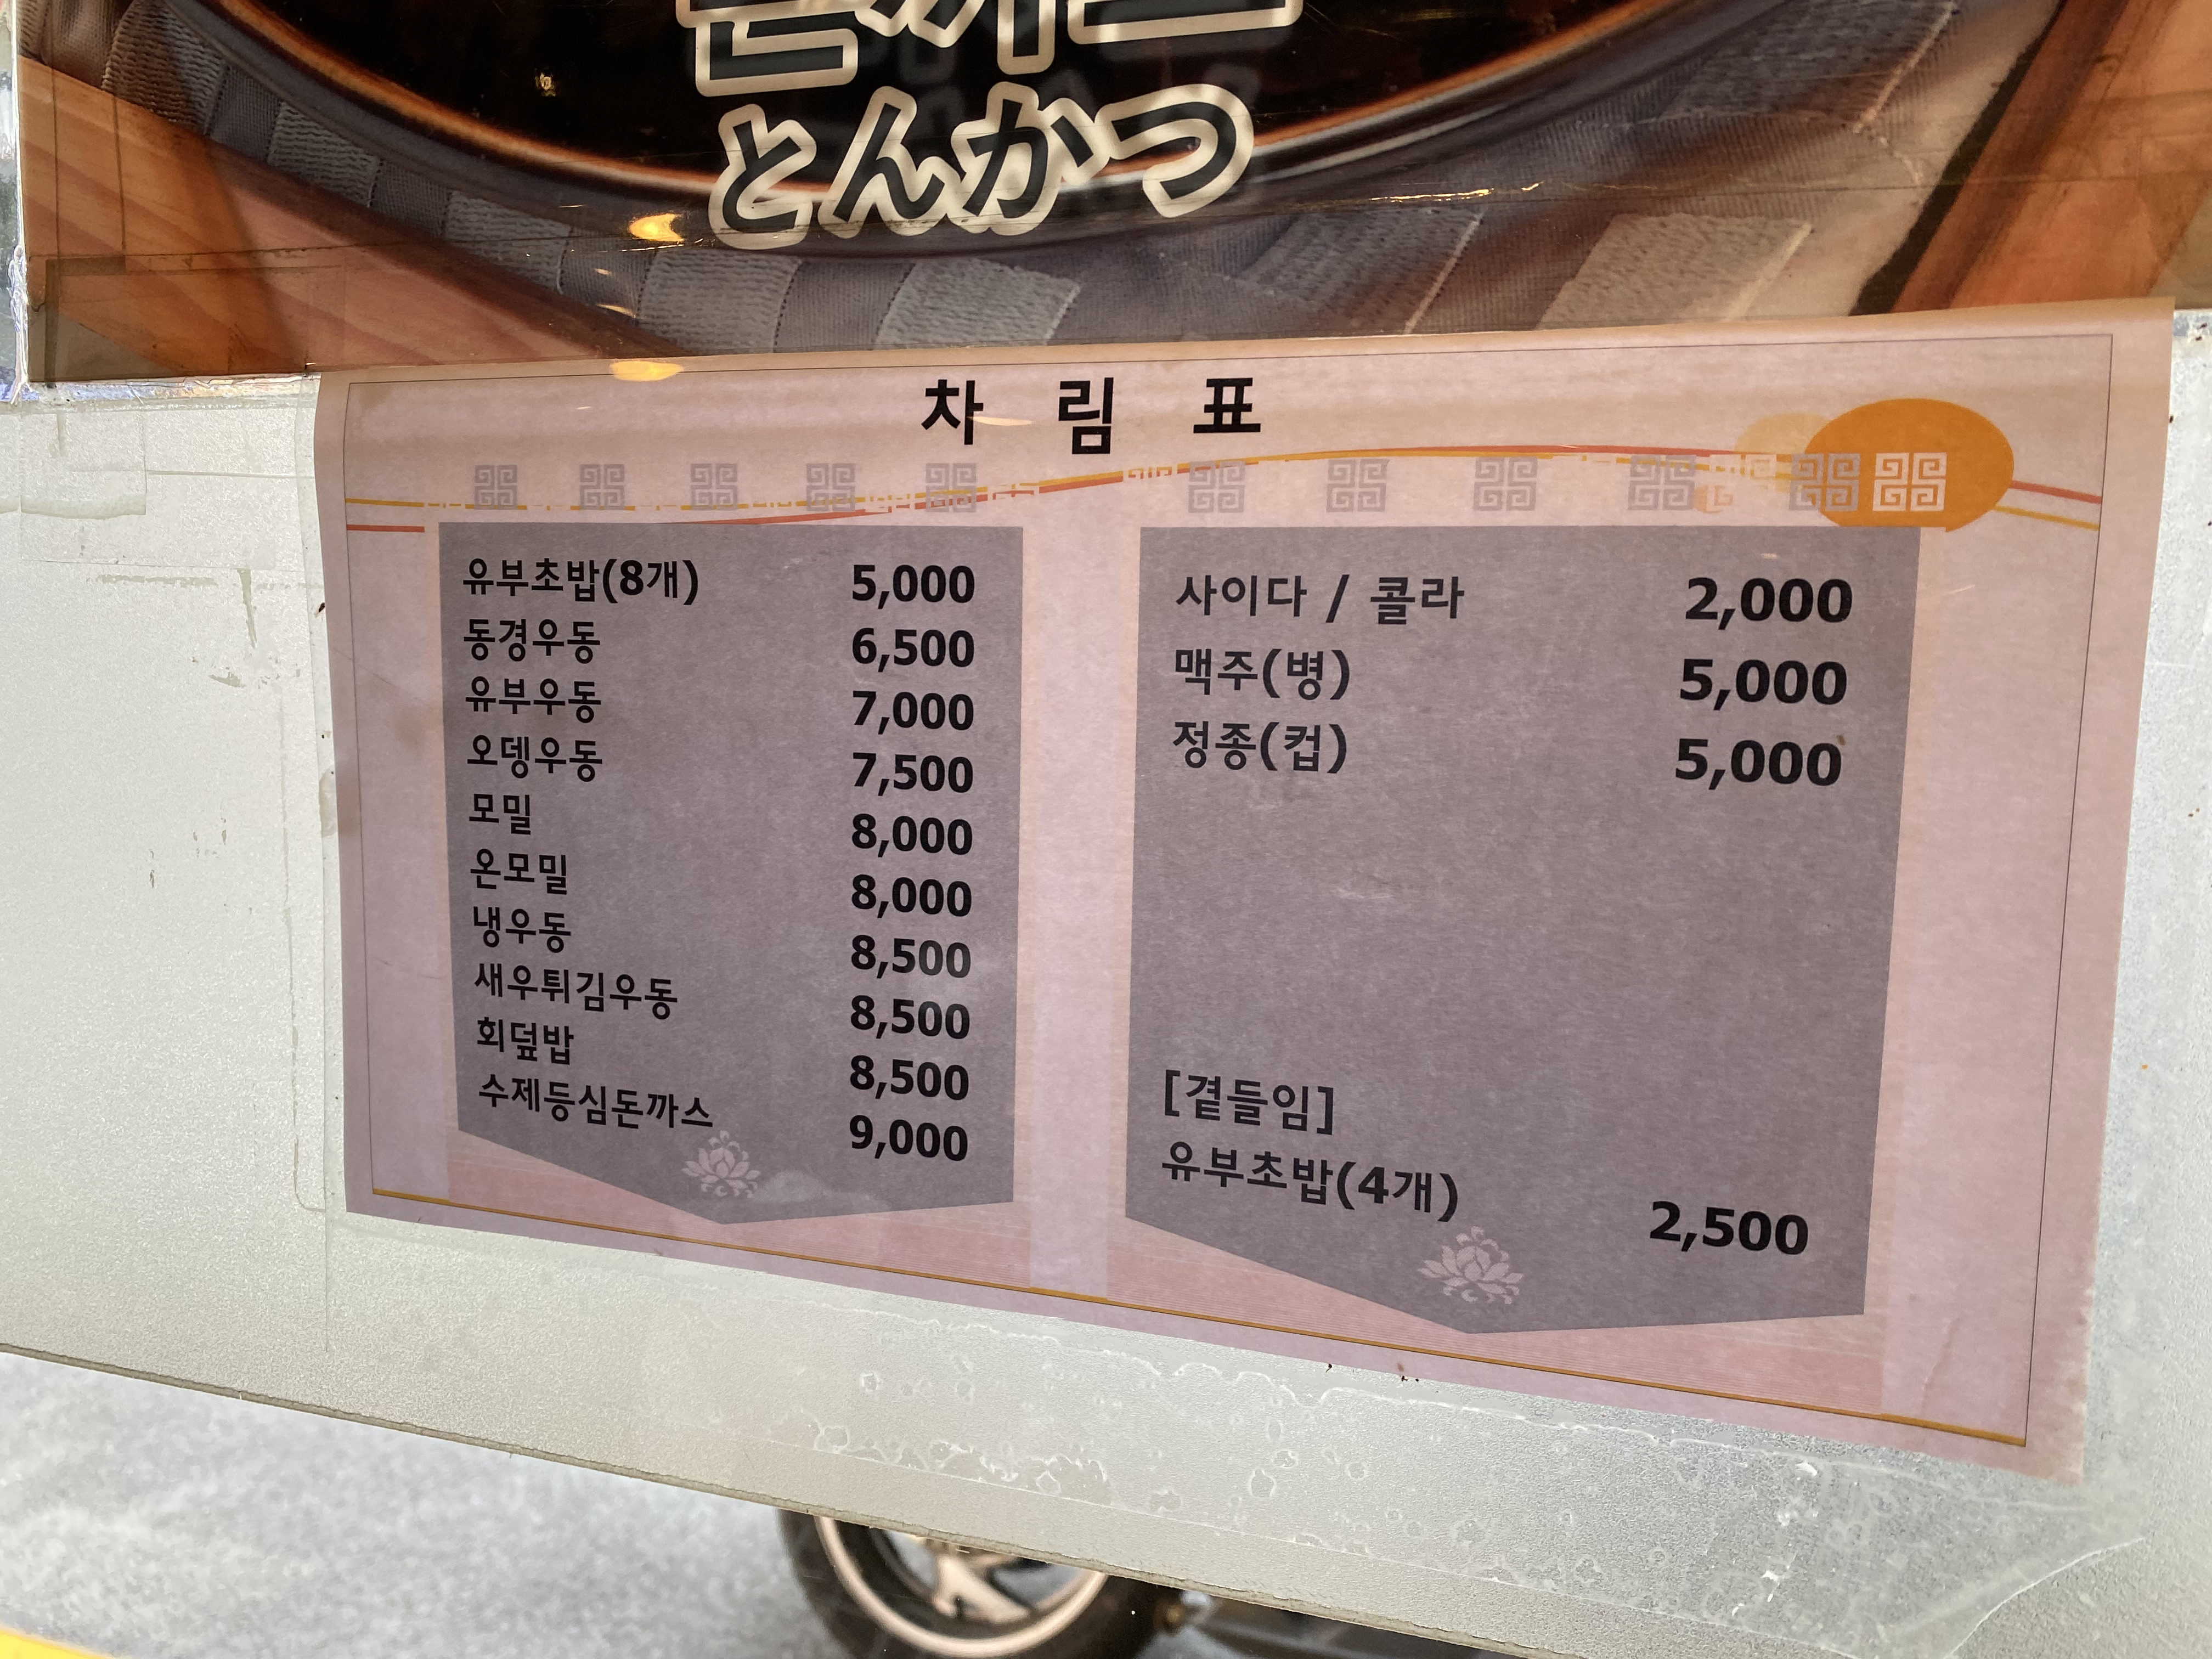 돈까스
とんかつ
차 림 표
유부초밥(8개) 5,000
동경우동 6,500
유부우동 7,000
오뎅우동 7,500
모밀 8,000
온모밀 8,000
냉우동 8,500
새우튀김우동 8,500
회덮밥 8,500
수제등심돈까스 9,000
사이다 / 콜라 2,000
맥주(병) 5,000
정종(컵) 5,000
[곁들임]
유부초밥(4개) 2,500